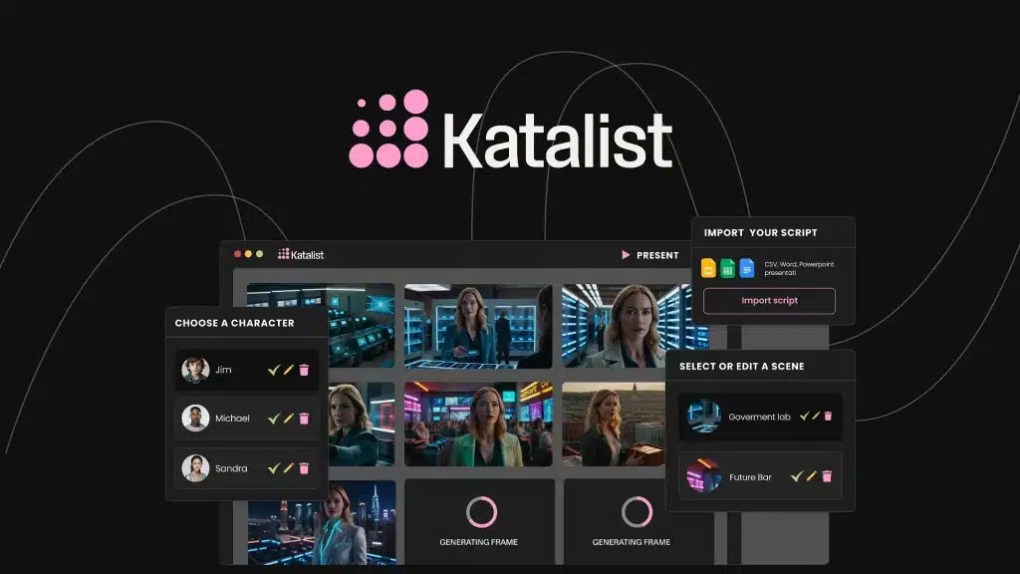 Katalist
Katalist
PRESENT
IMPORT YOUR SCRIPT
CSV, Word, Powerpoint
presentati
Import script
CHOOSE A CHARACTER
Jim
Michael
Sandra
SELECT OR EDIT A SCENE
Goverment lab
Future Bar
GENERATING FRAME
GENERATING FRAME